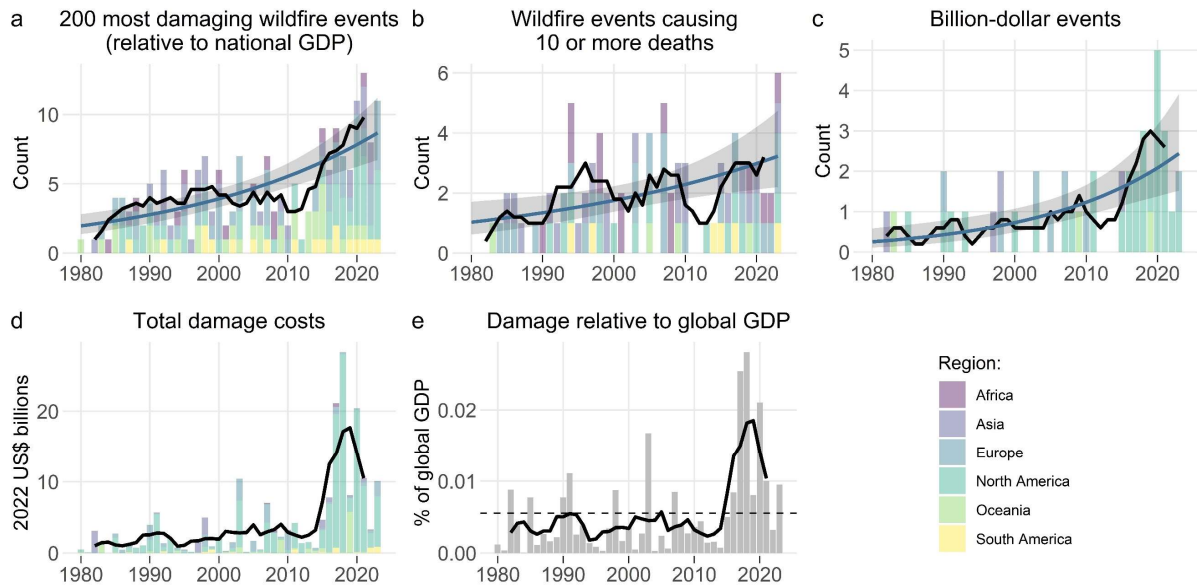 a
200 most damaging wildfire events
(relative to national GDP)
Count
10
5
0
1980
1990
2000
2010
2020
b
Wildfire events causing
10 or more deaths
Count
6
4
2
0
1980
1990
2000
2010
2020
c
Billion-dollar events
Count
5
4
3
2
1
0
1980
1990
2000
2010
2020
d
Total damage costs
2022 US$ billions
20
10
0
1980
1990
2000
2010
2020
e
Damage relative to global GDP
% of global GDP
0.02
0.01
0.00
1980
1990
2000
2010
2020
Region:
Africa
Asia
Europe
North America
Oceania
South America